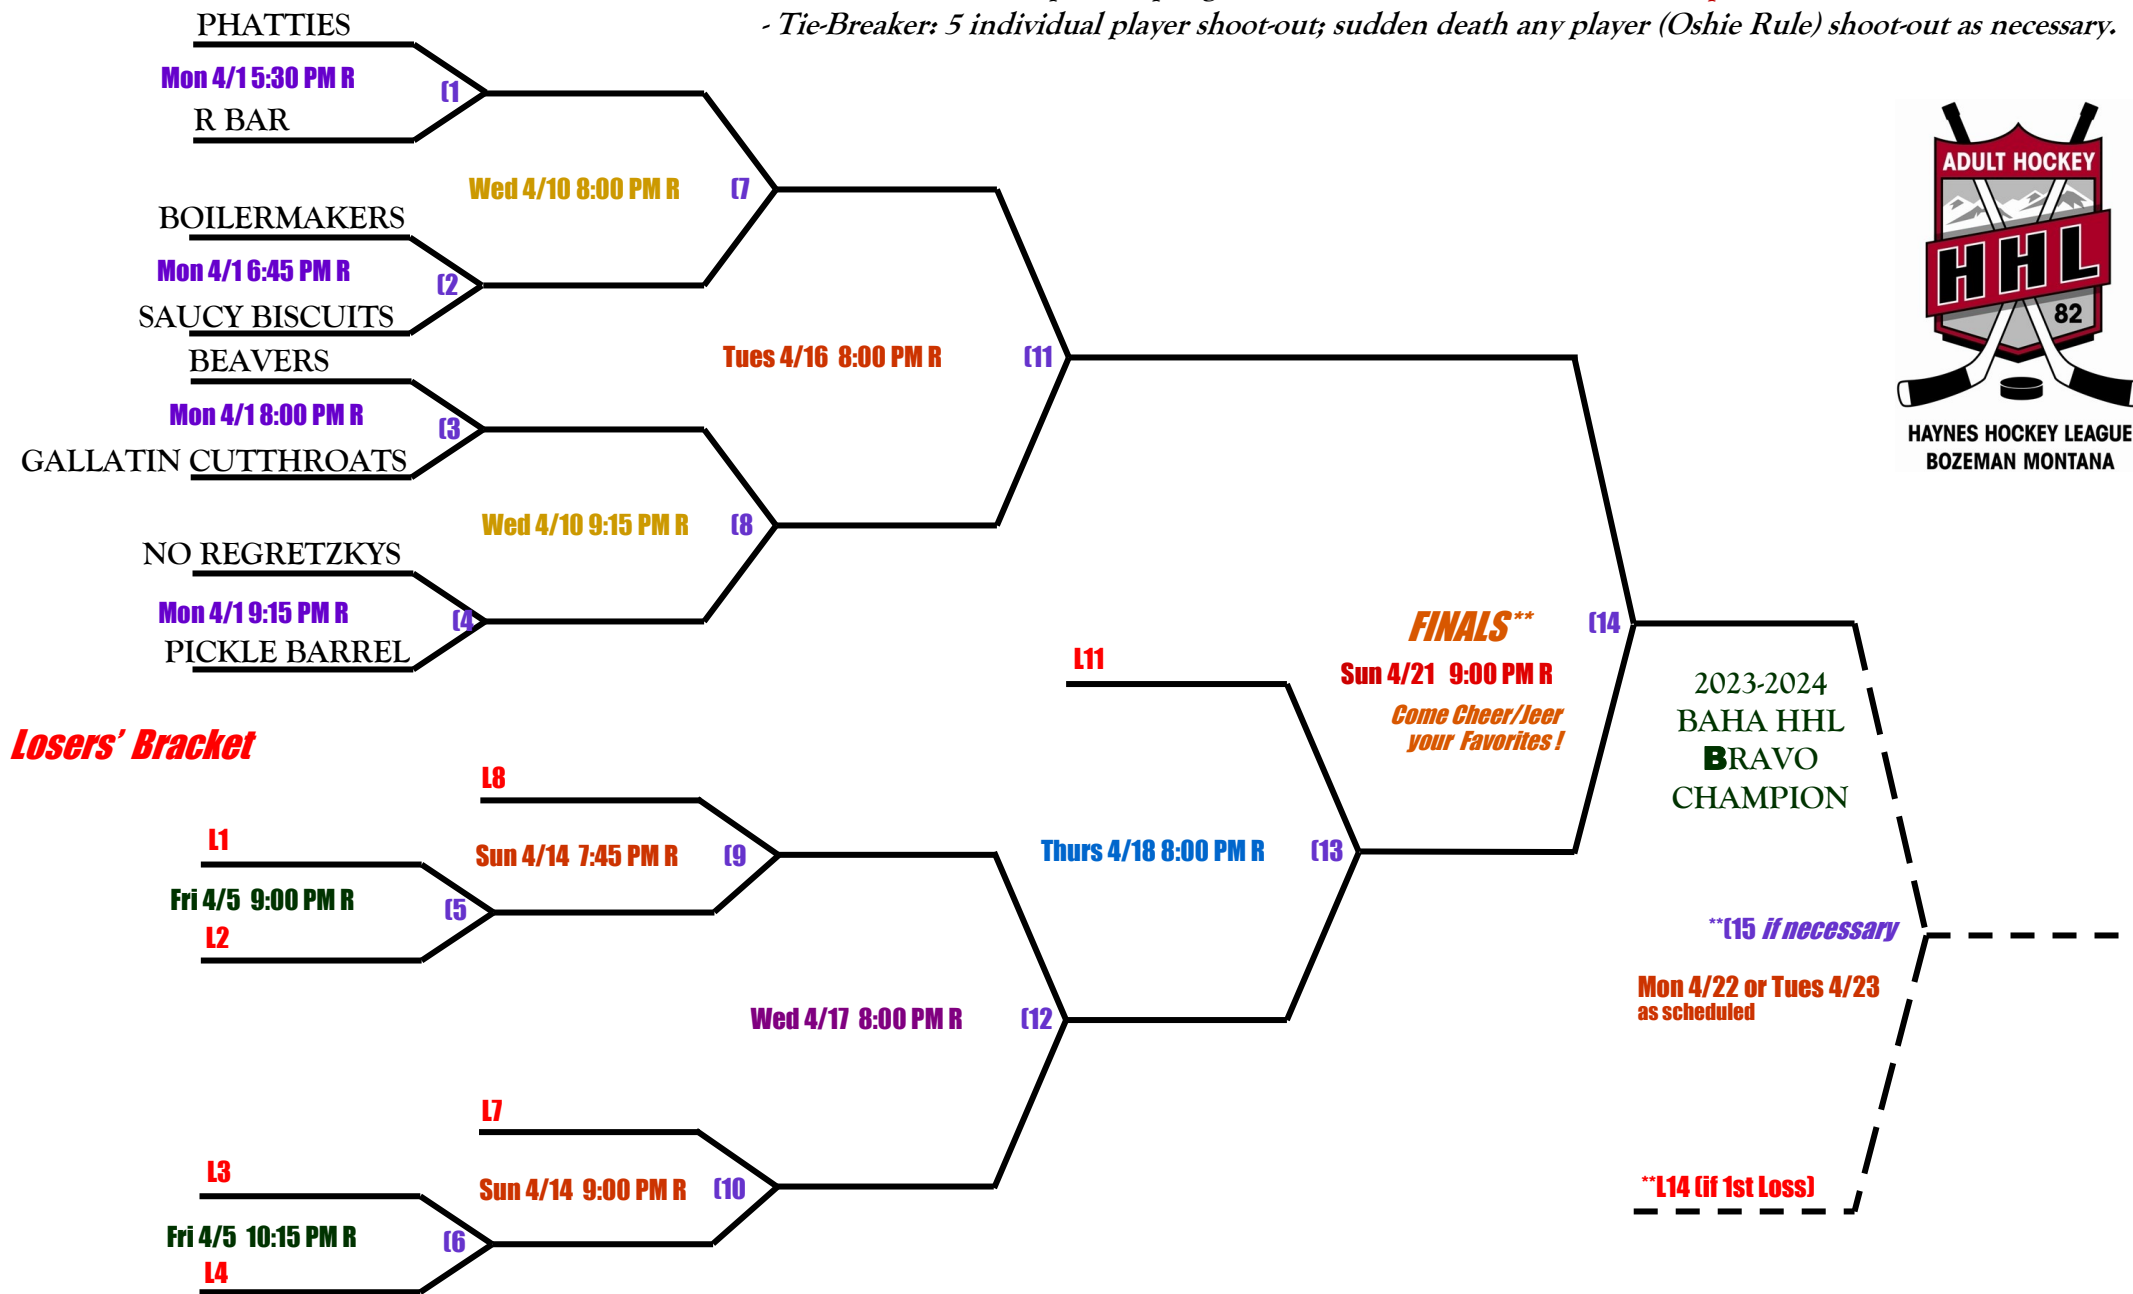 - Tie-Breaker: 5 individual player shoot-out; sudden death any player (Oshie Rule) shoot-out as necessary.
PHATTIES
Mon 4/1 5:30 PM R
(1
R BAR
Wed 4/10 8:00 PM R
(7
BOILERMAKERS
Mon 4/1 6:45 PM R
(2
SAUCY BISCUITS
BEAVERS
Tues 4/16 8:00 PM R
(11
Mon 4/1 8:00 PM R
(3
GALLATIN CUTTHROATS
Wed 4/10 9:15 PM R
(8
NO REGRETZKYS
Mon 4/1 9:15 PM R
(4
PICKLE BARREL
ADULT HOCKEY
HHL
82
HAYNES HOCKEY LEAGUE
BOZEMAN MONTANA
FINALS**
(14
L11
Sun 4/21 9:00 PM R
Come Cheer/Jeer
your Favorites !
2023-2024
BAHA HHL
BRAVO
CHAMPION
Losers' Bracket
L8
L1
Sun 4/14 7:45 PM R
(9
Thurs 4/18 8:00 PM R
(13
Fri 4/5 9:00 PM R
(5
L2
**(15 if necessary
Mon 4/22 or Tues 4/23
as scheduled
Wed 4/17 8:00 PM R
(12
L7
L3
Sun 4/14 9:00 PM R
(10
**L14 (if 1st Loss)
Fri 4/5 10:15 PM R
(6
L4